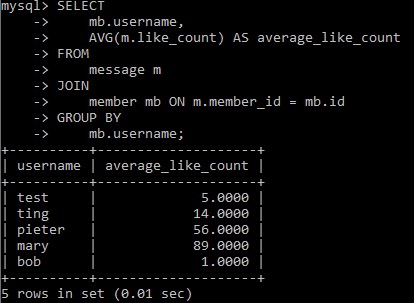 mysql> SELECT
    ->     mb.username,
    ->     AVG(m.like_count) AS average_like_count
    -> FROM
    ->     message m
    -> JOIN
    ->     member mb ON m.member_id = mb.id
    -> GROUP BY
    ->     mb.username;
+----------+--------------------+
| username | average_like_count |
+----------+--------------------+
| test     |             5.0000 |
| ting     |            14.0000 |
| pieter   |            56.0000 |
| mary     |            89.0000 |
| bob      |             1.0000 |
+----------+--------------------+
5 rows in set (0.01 sec)